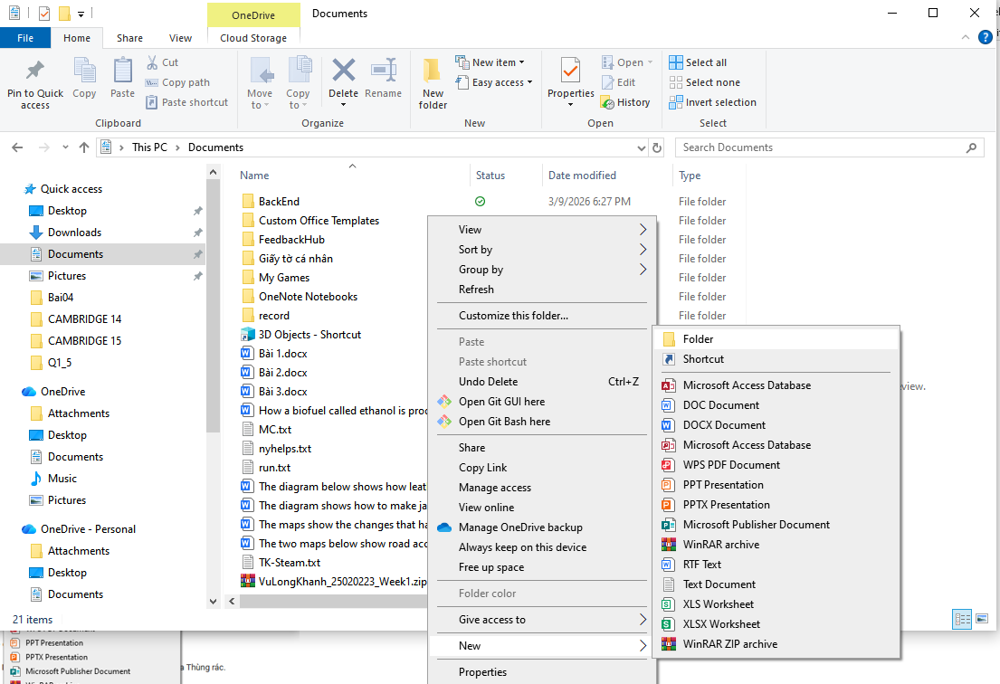 OneDrive
Documents
File
Home
Share
View
Cloud Storage
Pin to Quick access
Copy
Paste
Cut
Copy path
Paste shortcut
Clipboard
Move to
Copy to
Delete
Rename
Organize
New folder
New item
Easy access
New
Properties
Open
Edit
History
Open
Select all
Select none
Invert selection
Select
This PC > Documents
Search Documents
Quick access
Desktop
Downloads
Documents
Pictures
Bai04
CAMBRIDGE 14
CAMBRIDGE 15
Q1_5
OneDrive
Attachments
Desktop
Documents
Music
Pictures
OneDrive - Personal
Attachments
Desktop
Documents
Name
Status
Date modified
Type
BackEnd
3/9/2026 6:27 PM
File folder
Custom Office Templates
File folder
FeedbackHub
File folder
Giấy tờ cá nhân
File folder
My Games
File folder
OneNote Notebooks
File folder
record
File folder
3D Objects - Shortcut
Bài 1.docx
Bài 2.docx
Bài 3.docx
How a biofuel called ethanol is
MC.txt
nyhelps.txt
run.txt
The diagram below shows how
The diagram shows how to make
The maps show the changes that
The two maps below show road
TK-Steam.txt
VuLongKhanh_25020223_Week1.zip
View
Sort by
Group by
Refresh
Customize this folder...
Paste
Paste shortcut
Undo Delete Ctrl+Z
Open Git GUI here
Open Git Bash here
Share
Copy Link
Manage access
View online
Manage OneDrive backup
Always keep on this device
Free up space
Folder color
Give access to
New
Properties
Folder
Shortcut
Microsoft Access Database
DOC Document
DOCX Document
Microsoft Access Database
WPS PDF Document
PPT Presentation
PPTX Presentation
Microsoft Publisher Document
WinRAR archive
RTF Text
Text Document
XLS Worksheet
XLSX Worksheet
WinRAR ZIP archive
21 items
PPT Presentation
PPTX Presentation
Microsoft Publisher Document
Thùng rác.